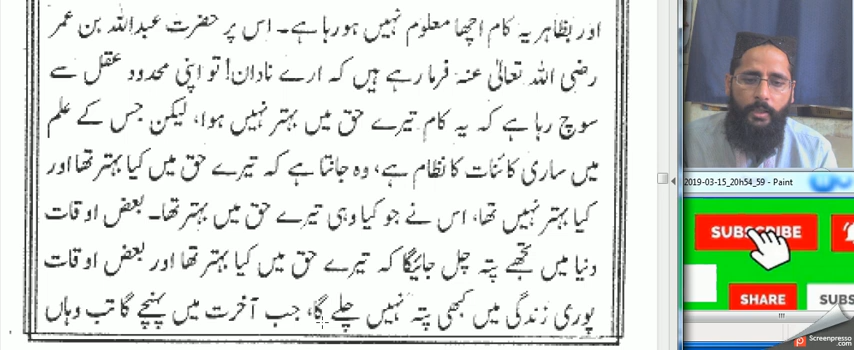 اور بظاہر یہ کام اچھا معلوم نہیں ہو رہا ہے۔ اس پر حضرت عبداللہ بن عمر
رضی اللہ تعالیٰ عنہ فرما رہے ہیں کہ ارے نادان! تو اپنی محدود عقل سے
سوچ رہا ہے کہ یہ کام تیرے حق میں بہتر نہیں ہوا، لیکن جس کے علم
میں ساری کائنات کا نظام ہے، وہ جانتا ہے کہ تیرے حق میں کیا بہتر تھا اور
کیا بہتر نہیں تھا، اس نے جو کیا وہی تیرے حق میں بہتر تھا۔ بعض اوقات
دنیا میں تجھے پتہ چل جائیگا کہ تیرے حق میں کیا بہتر تھا اور بعض اوقات
پوری زندگی میں کبھی پتہ نہیں چلے گا، جب آخرت میں پہنچے گا تب وہاں
2019-03-15_20h54_59 - Paint
SUBSCRIBE
SHARE
SUBS
Screenpresso
.com